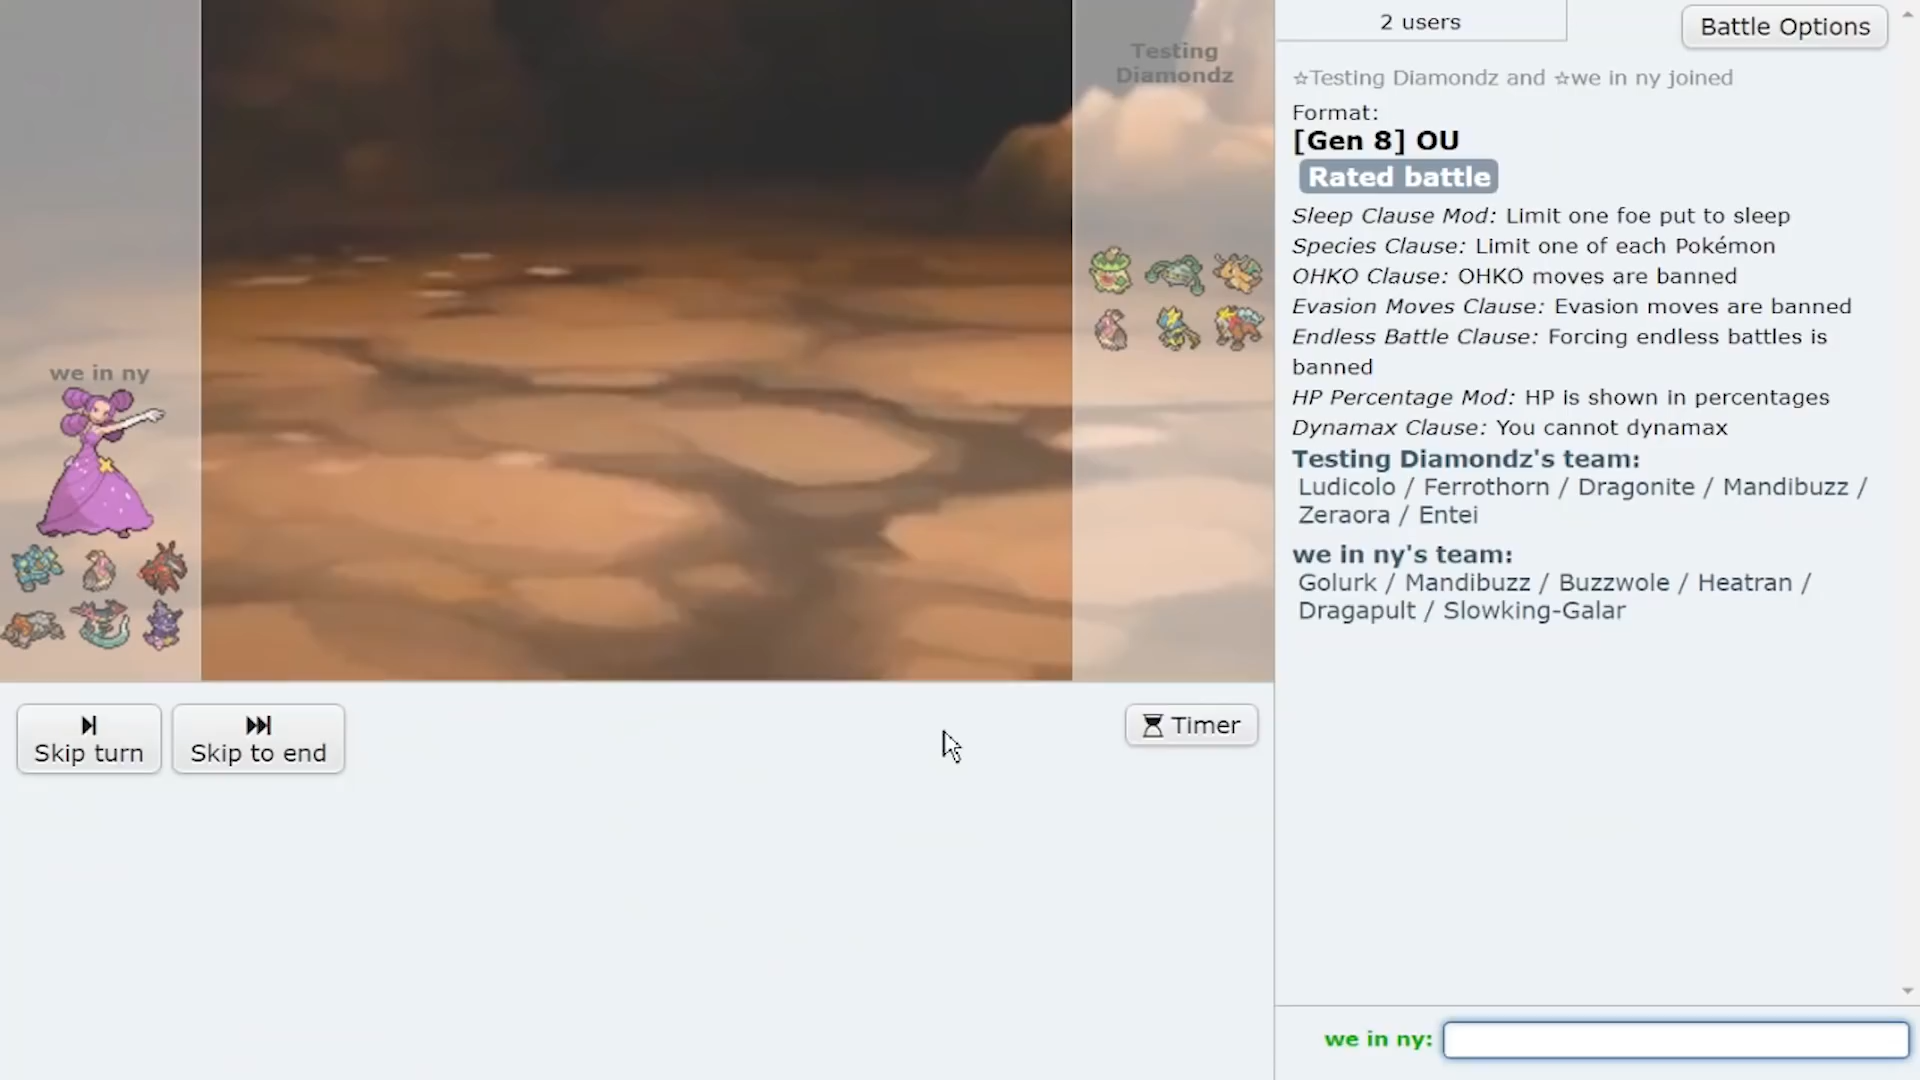 2 users
Battle Options
Testing
Diamondz
☆Testing Diamondz and ☆we in ny joined
Format:
[Gen 8] OU
Rated battle
Sleep Clause Mod: Limit one foe put to sleep
Species Clause: Limit one of each Pokémon
OHKO Clause: OHKO moves are banned
Evasion Moves Clause: Evasion moves are banned
Endless Battle Clause: Forcing endless battles is
banned
HP Percentage Mod: HP is shown in percentages
Dynamax Clause: You cannot dynamax
Testing Diamondz's team:
Ludicolo / Ferrothorn / Dragonite / Mandibuzz /
Zeraora / Entei
we in ny's team:
Golurk / Mandibuzz / Buzzwole / Heatran /
Dragapult / Slowking-Galar
we in ny
Skip turn
Skip to end
Timer
we in ny: